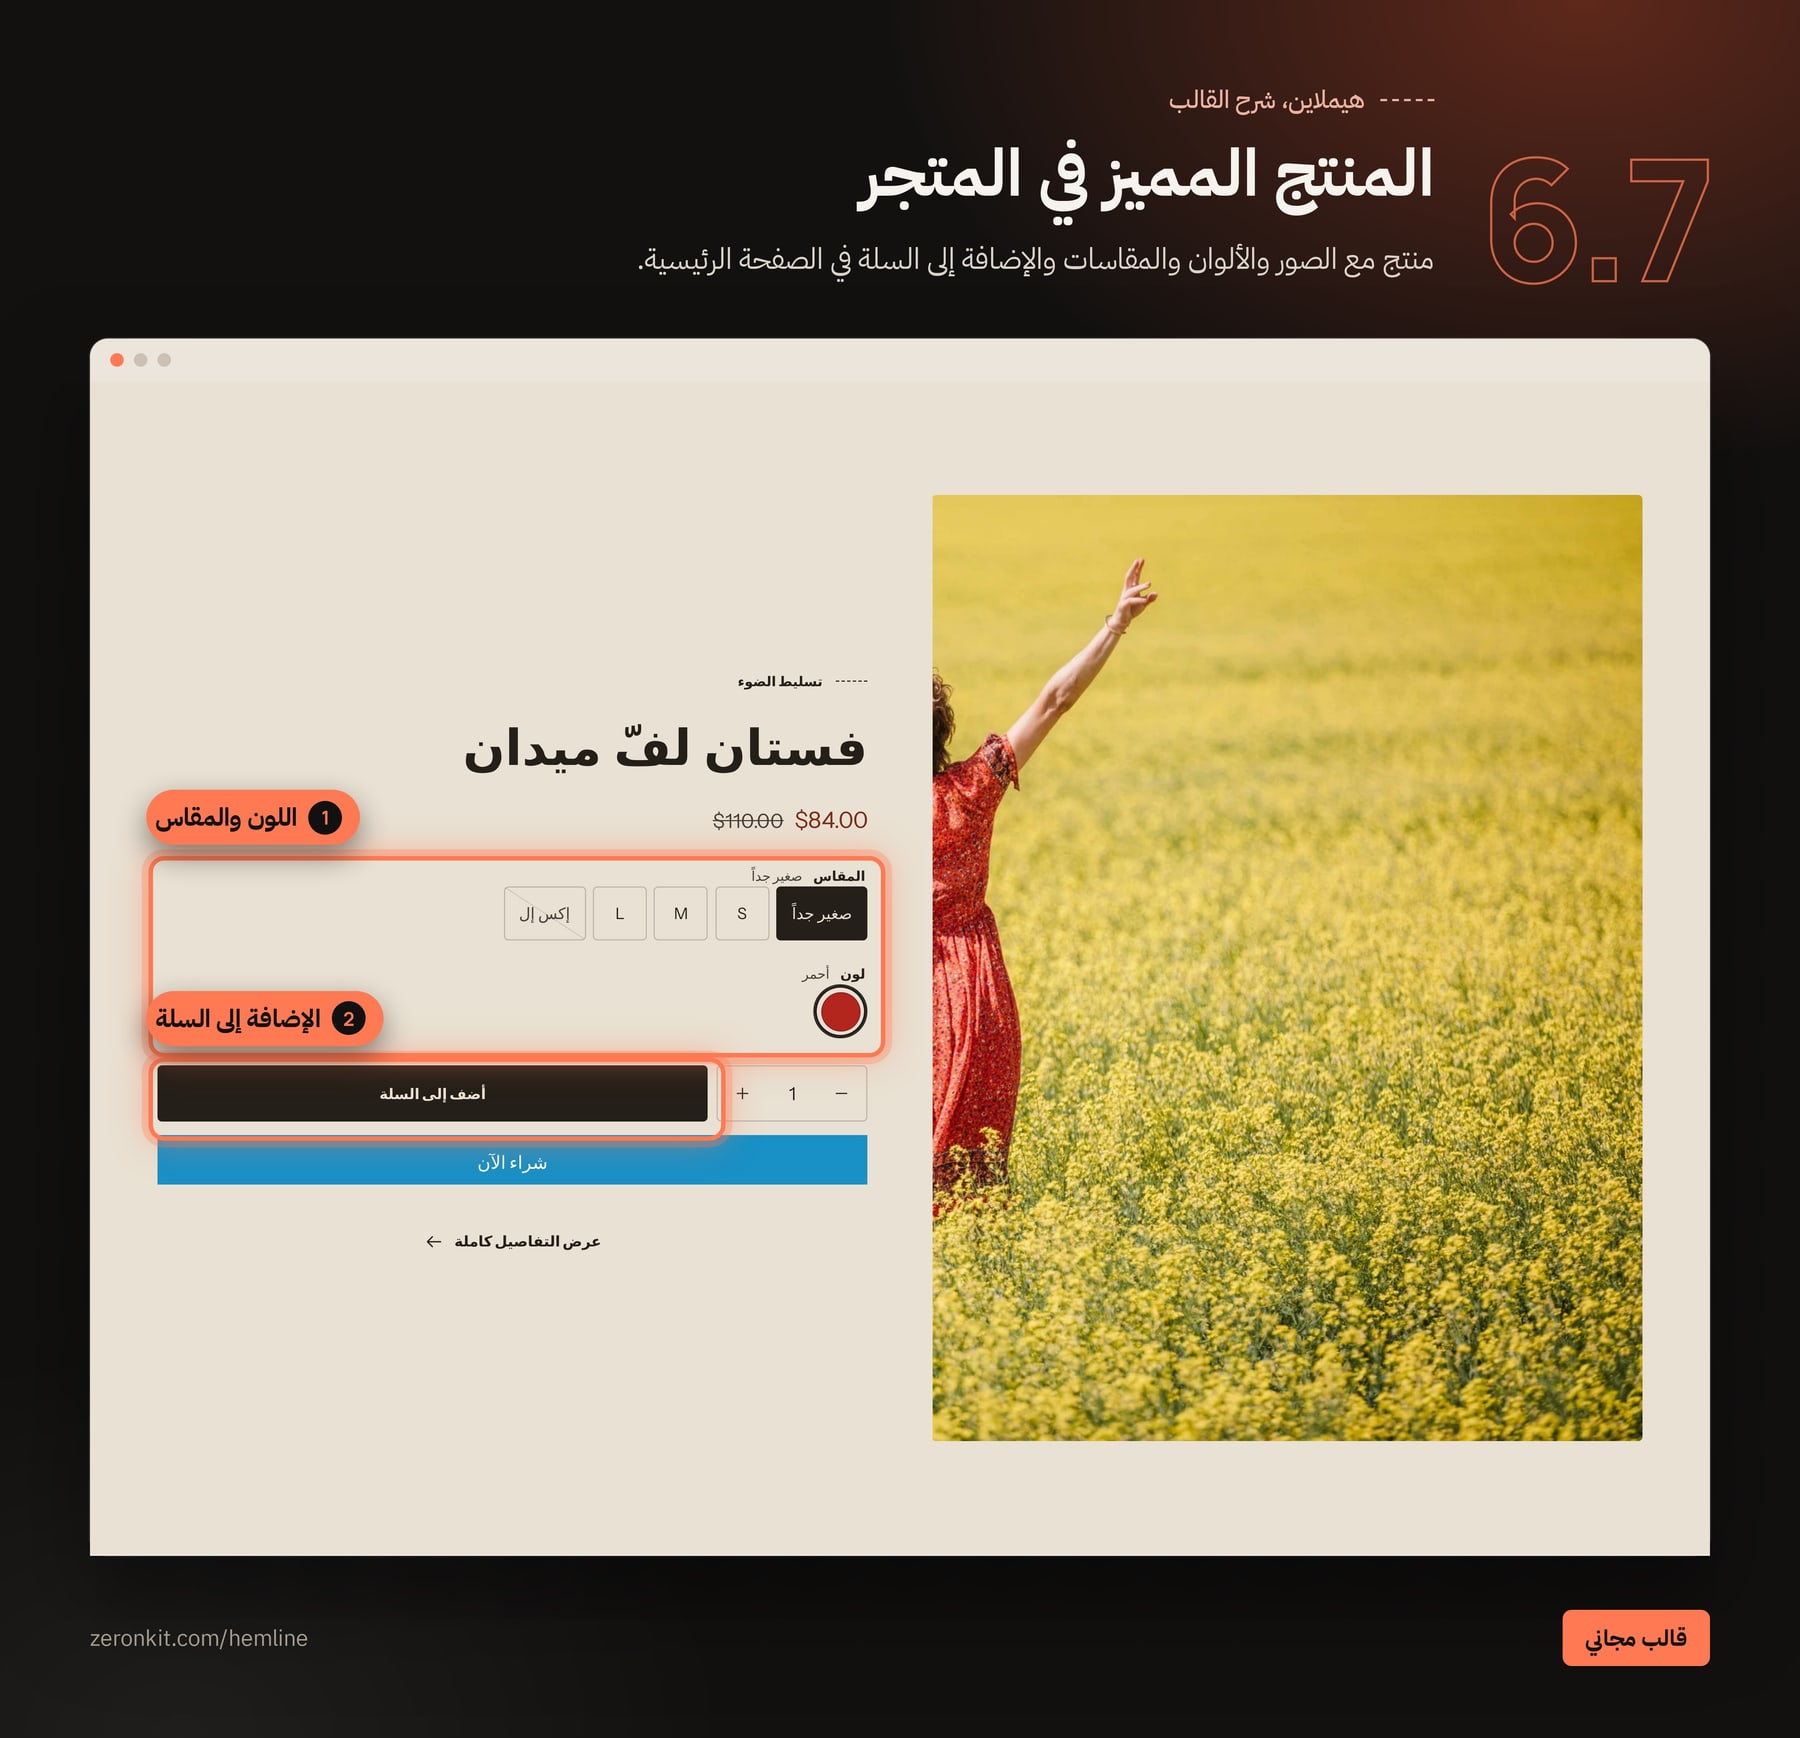 هيملاين، شرح القالب
6.7
المنتج المميز في المتجر
منتج مع الصور والألوان والمقاسات والإضافة إلى السلة في الصفحة الرئيسية.
تسليط الضوء
فستان لفّ ميدان
$84.00 $110.00
1 اللون والمقاس
المقاس صغير جداً
صغير جداً S M L إكس إل
لون أحمر
2 الإضافة إلى السلة
− 1 +
أضف إلى السلة
شراء الآن
عرض التفاصيل كاملة ←
قالب مجاني
zeronkit.com/hemline